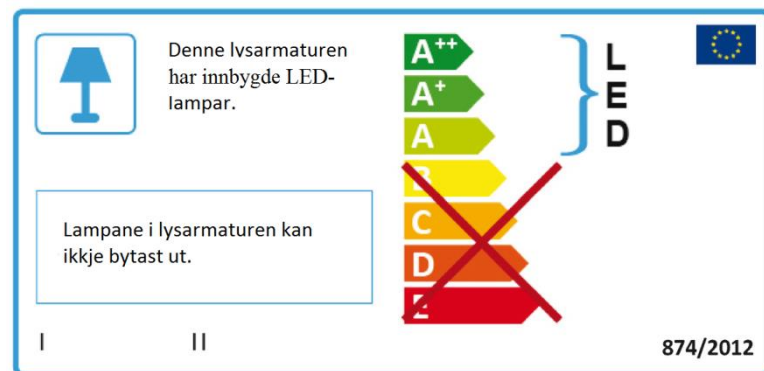 Denne lysarmaturen
har innbygde LED-
lampar.
A++
A+
A
B
C
D
E
L
E
D
Lampane i lysarmaturen kan
ikkje bytast ut.
I II
874/2012